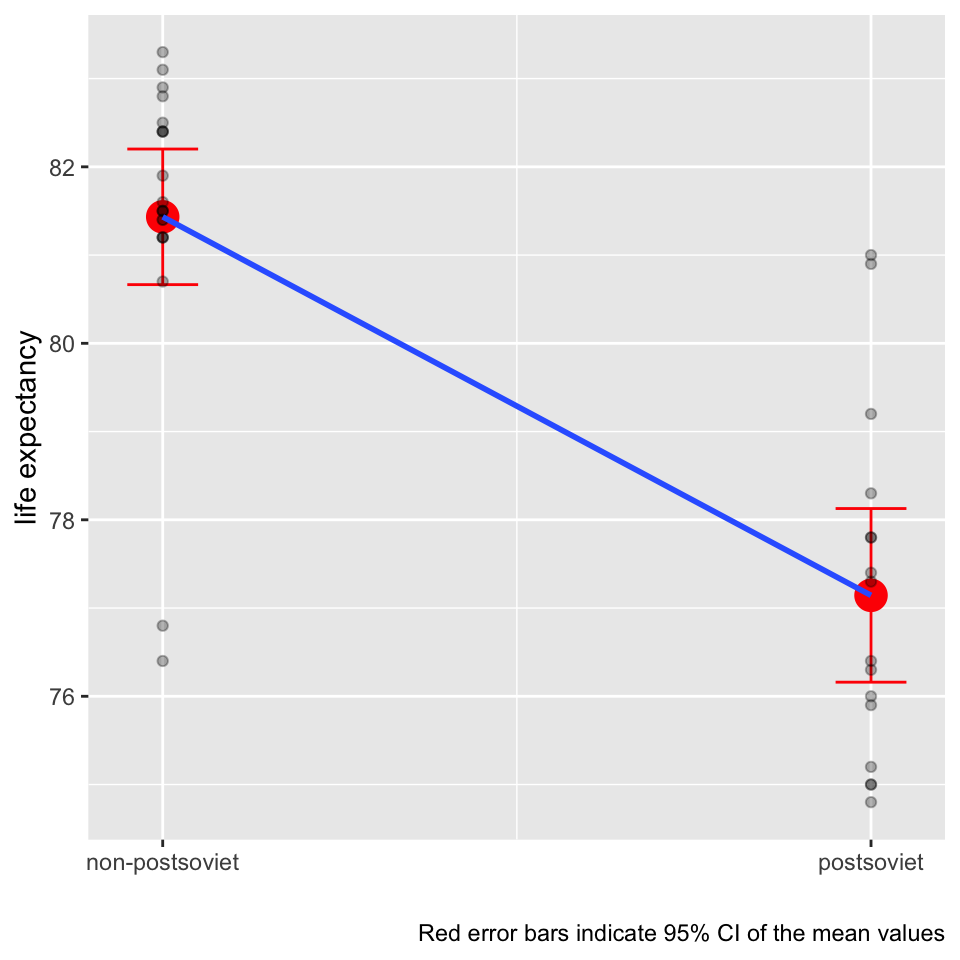 life expectancy
82
80
78
76
non-postsoviet
postsoviet
Red error bars indicate 95% CI of the mean values